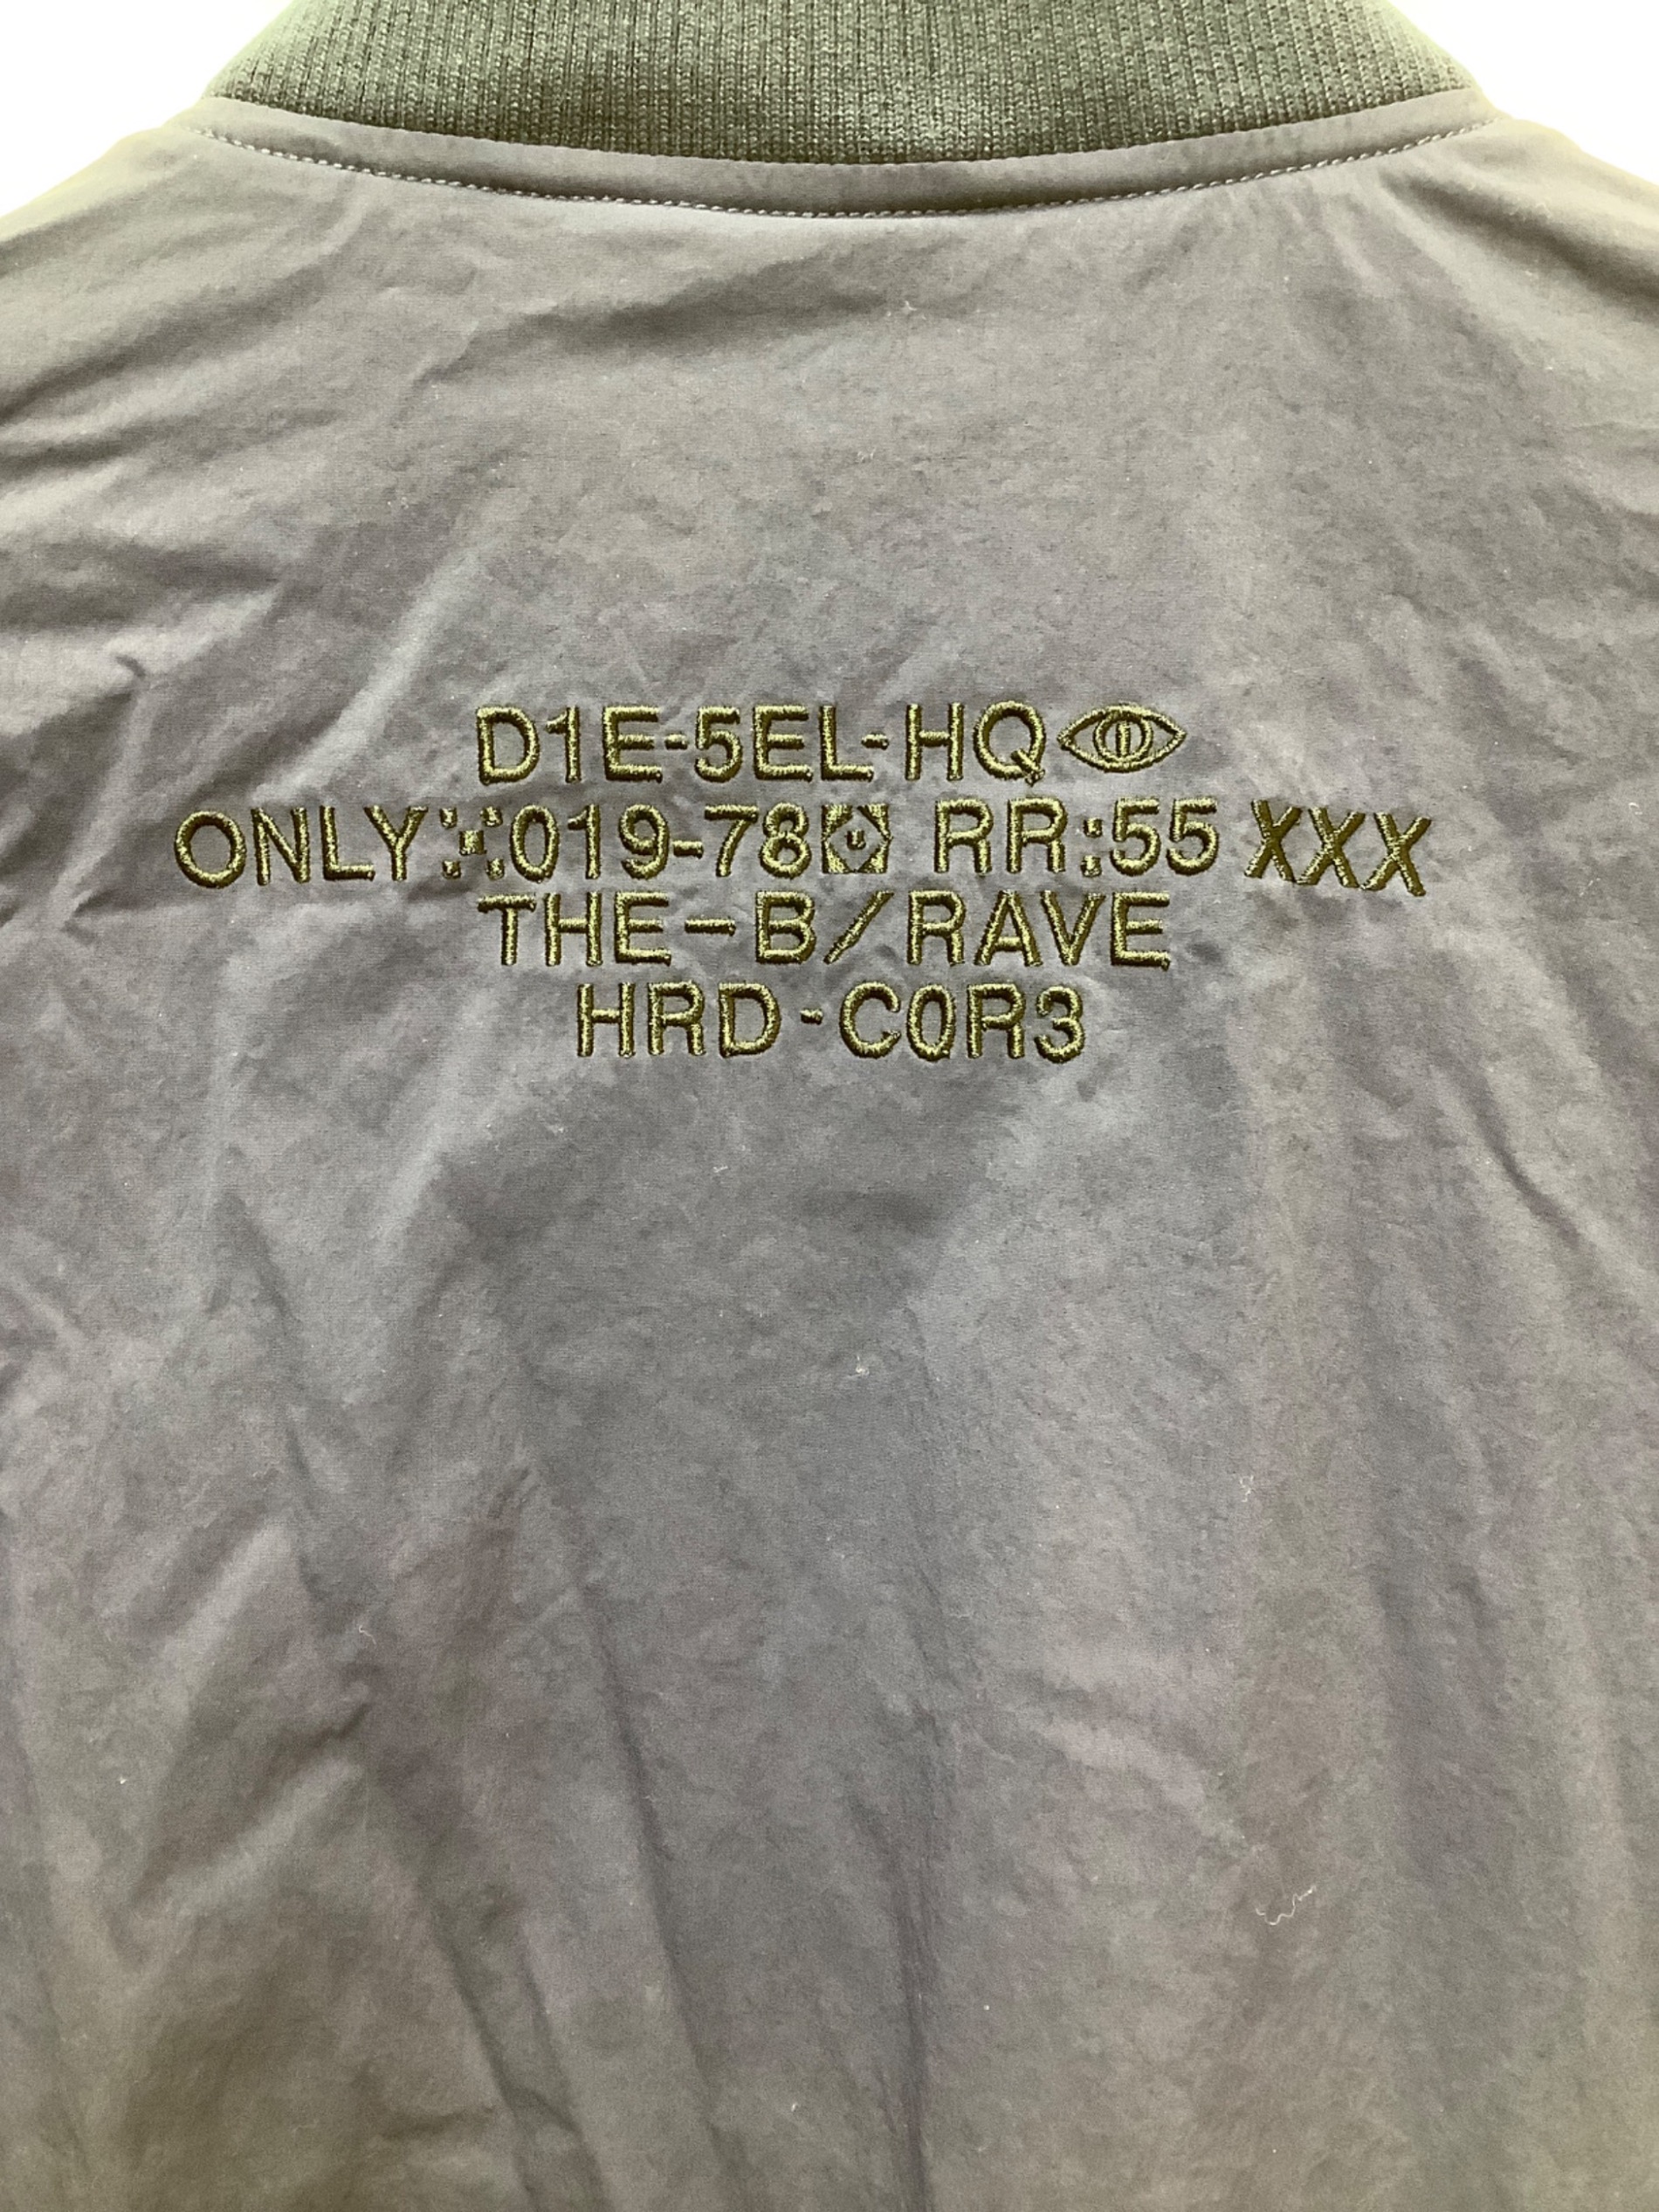 D1E-5EL-HQ
ONLY 019-78 RR:55 XXX
THE-B/RAVE
HRD-C0R3